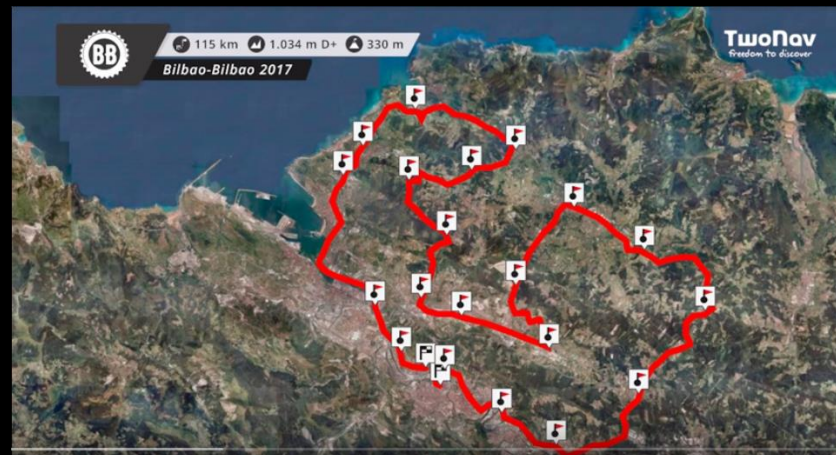 BB
115 km 1.034 m D+ 330 m
Bilbao-Bilbao 2017
TwoNav
freedom to discover